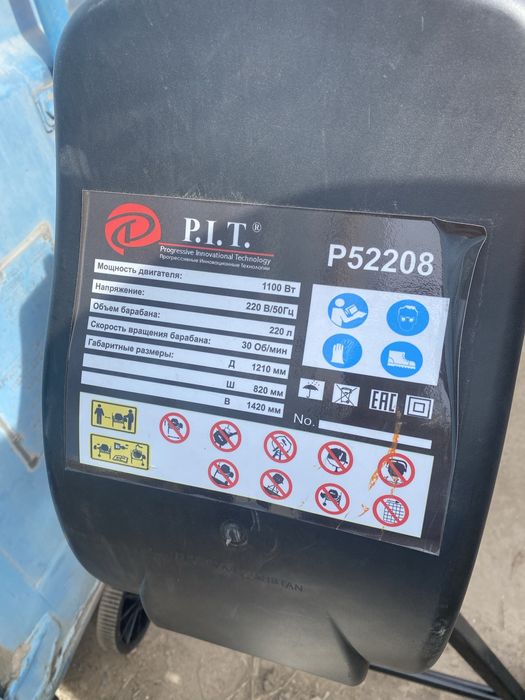 P.I.T.®
Progressive Innovational Technology
Прогрессивные Инновационные Технологии
P52208
Мощность двигателя: 1100 Вт
Напряжение: 220 В/50Гц
Объем барабана: 220 л
Скорость вращения барабана: 30 Об/мин
Габаритные размеры: Д 1210 мм
Ш 820 мм
В 1420 мм
EAC
No.